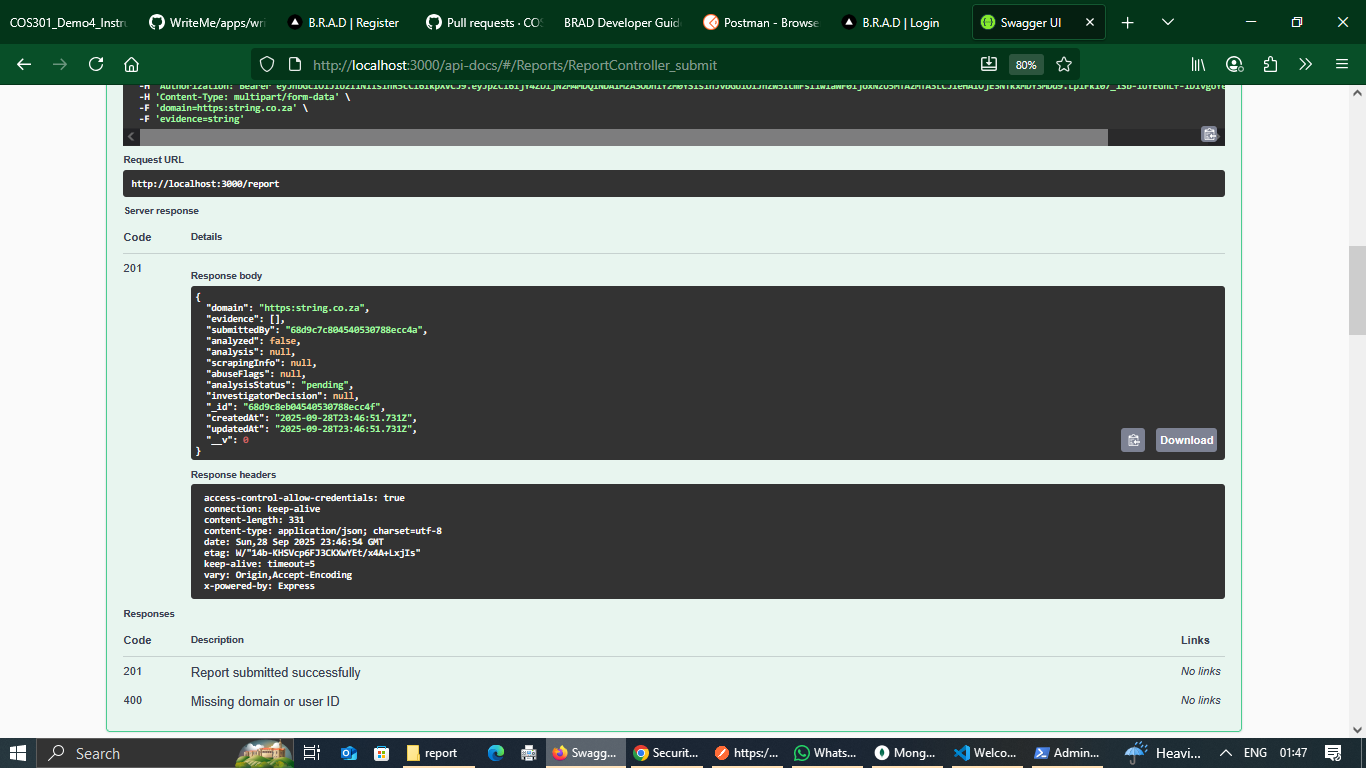 COS301_Demo4_Instru
WriteMe/apps/wri
B.R.A.D | Register
Pull requests · COS
BRAD Developer Guid
Postman - Browse
B.R.A.D | Login
Swagger UI
http://localhost:3000/api-docs/#/Reports/ReportController_submit
80%
-H 'Content-Type: multipart/form-data' \
-F 'domain=https:string.co.za' \
-F 'evidence=string'
Request URL
http://localhost:3000/report
Server response
Code Details
201
Response body
{
"domain": "https:string.co.za",
"evidence": [],
"submittedBy": "68d9c7c804540530788ecc4a",
"analyzed": false,
"analysis": null,
"scrapingInfo": null,
"abuseFlags": null,
"analysisStatus": "pending",
"investigatorDecision": null,
"_id": "68d9c8eb04540530788ecc4f",
"createdAt": "2025-09-28T23:46:51.731Z",
"updatedAt": "2025-09-28T23:46:51.731Z",
"__v": 0
}
Download
Response headers
access-control-allow-credentials: true
connection: keep-alive
content-length: 331
content-type: application/json; charset=utf-8
date: Sun,28 Sep 2025 23:46:54 GMT
etag: W/"14b-KHSVcp6FJ3CKXwYEt/x4A+LxjIs"
keep-alive: timeout=5
vary: Origin,Accept-Encoding
x-powered-by: Express
Responses
Code Description Links
201 Report submitted successfully No links
400 Missing domain or user ID No links
Search
report
Swagg...
Securit...
https:/...
Whats...
Mong...
Welco...
Admin...
Heavi...
ENG
01:47